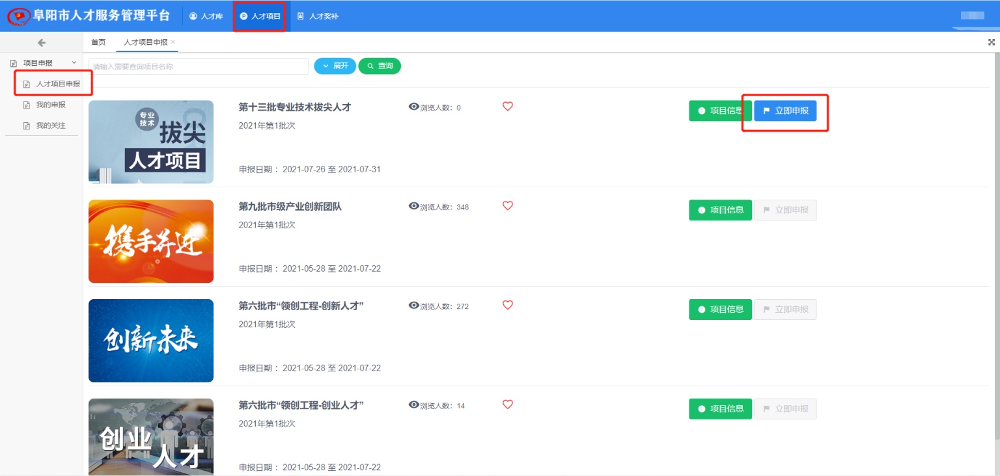 阜阳市人才服务管理平台
人才库
人才项目
人才奖补
首页
人才项目申报
项目申报
人才项目申报
我的申报
我的关注
请输入需要查询项目名称
展开
查询
专业
技术
拔尖
人才项目
第十三批专业技术拔尖人才
浏览人数：0
2021年第1批次
申报日期： 2021-07-26 至 2021-07-31
项目信息
立即申报
携手并进
第九批市级产业创新团队
浏览人数：348
2021年第1批次
申报日期： 2021-05-28 至 2021-07-22
项目信息
立即申报
创新未来
第六批市“领创工程-创新人才”
浏览人数：272
2021年第1批次
申报日期： 2021-05-28 至 2021-07-22
项目信息
立即申报
创业
人才
第六批市“领创工程-创业人才”
浏览人数：14
2021年第1批次
申报日期： 2021-05-28 至 2021-07-22
项目信息
立即申报